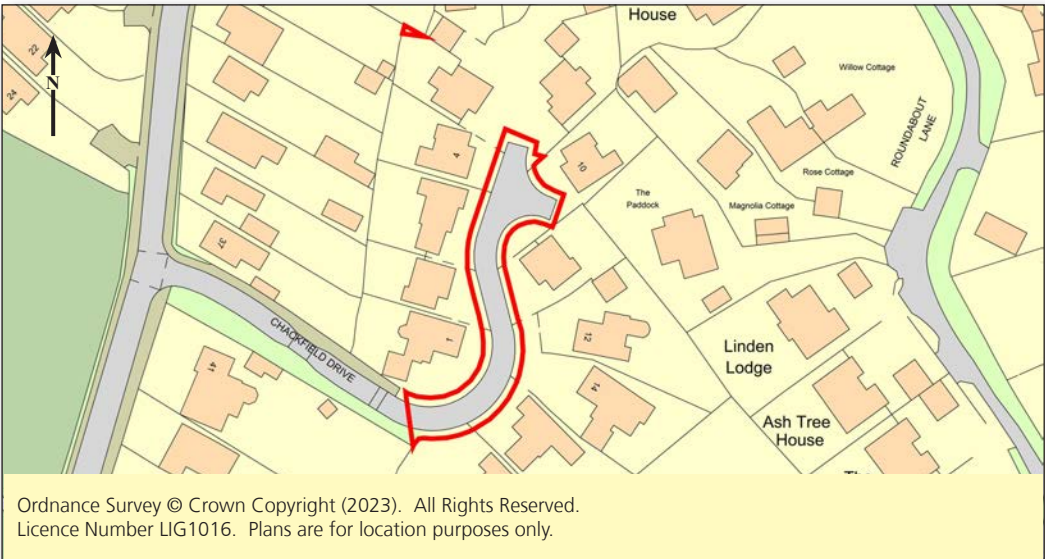 House
22
N
Willow Cottage
24
ROUNDABOUT
LANE
4
10
Rose Cottage
The
Paddock
Magnolia Cottage
37
CHACKFIELD DRIVE
1
12
Linden
Lodge
41
14
Ash Tree
House
Ordnance Survey © Crown Copyright (2023). All Rights Reserved.
Licence Number LIG1016. Plans are for location purposes only.